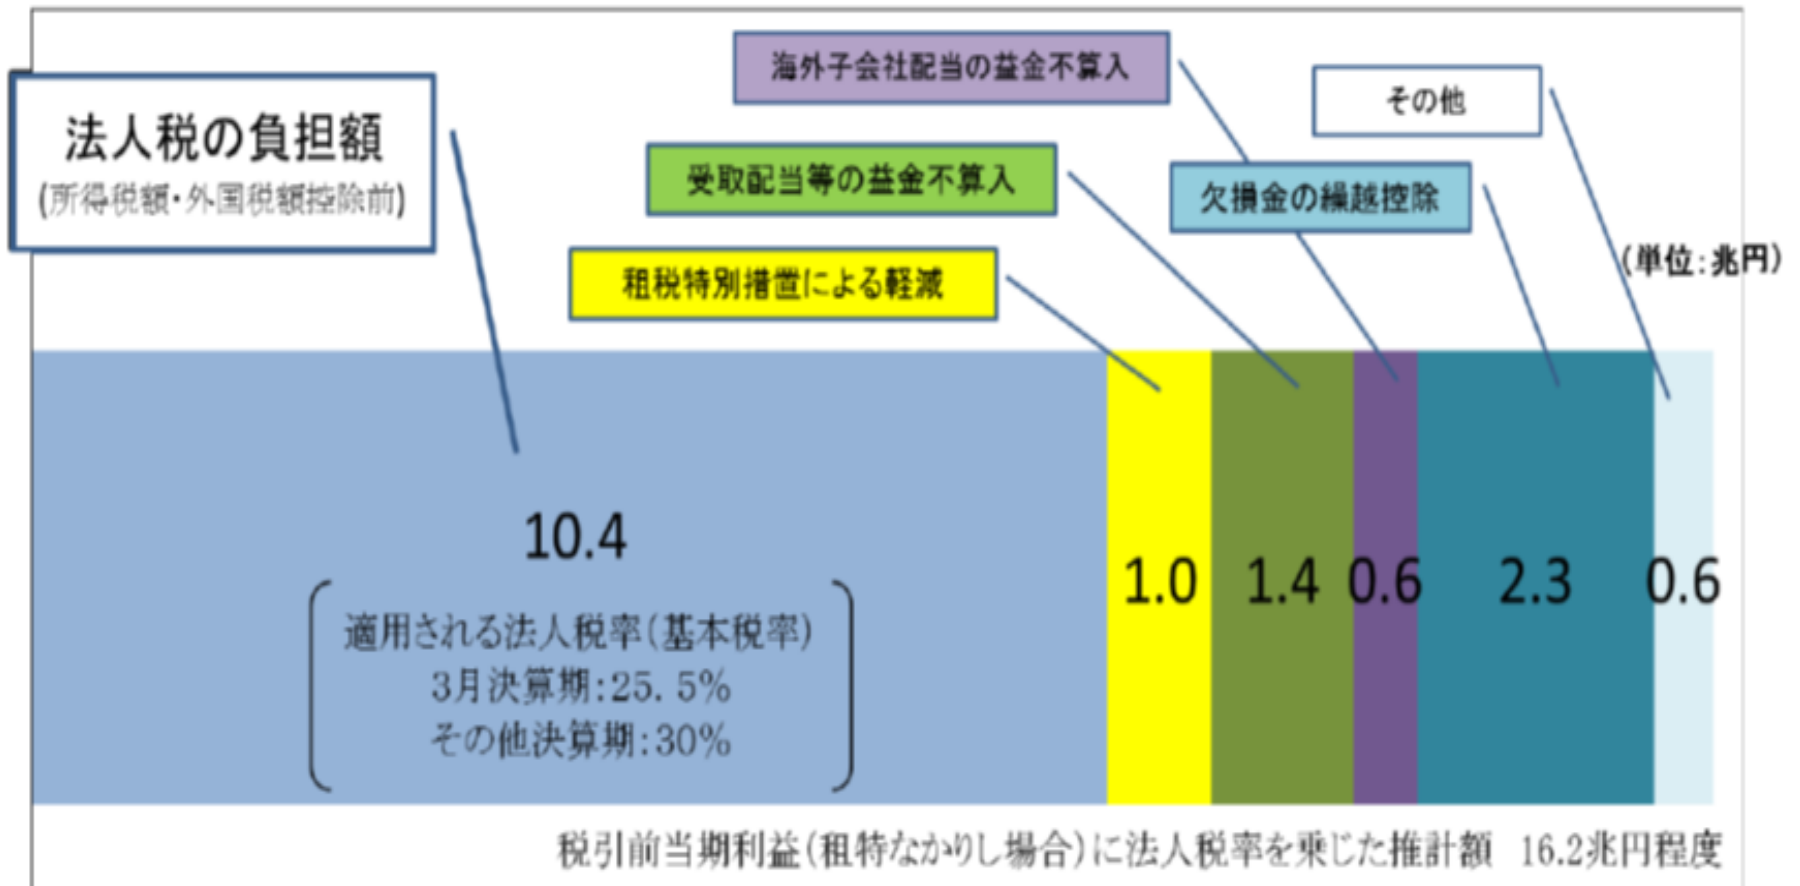 海外子会社配当の益金不算入
その他
法人税の負担額
(所得税額・外国税額控除前)
受取配当等の益金不算入
欠損金の繰越控除
(単位:兆円)
租税特別措置による軽減
10.4
1.0
1.4
0.6
2.3
0.6
適用される法人税率(基本税率)
3月決算期:25.5%
その他決算期:30%
税引前当期利益(租特なかりし場合)に法人税率を乗じた推計額 16.2兆円程度